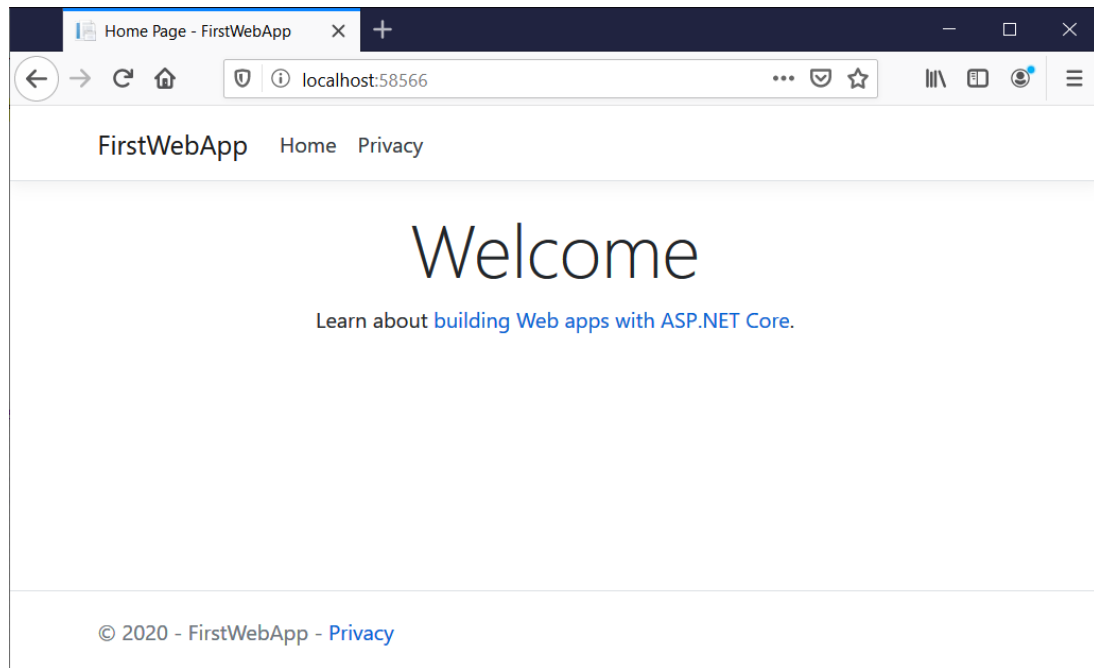 Home Page - FirstWebApp
localhost:58566
FirstWebApp Home Privacy
Welcome
Learn about building Web apps with ASP.NET Core.
© 2020 - FirstWebApp - Privacy